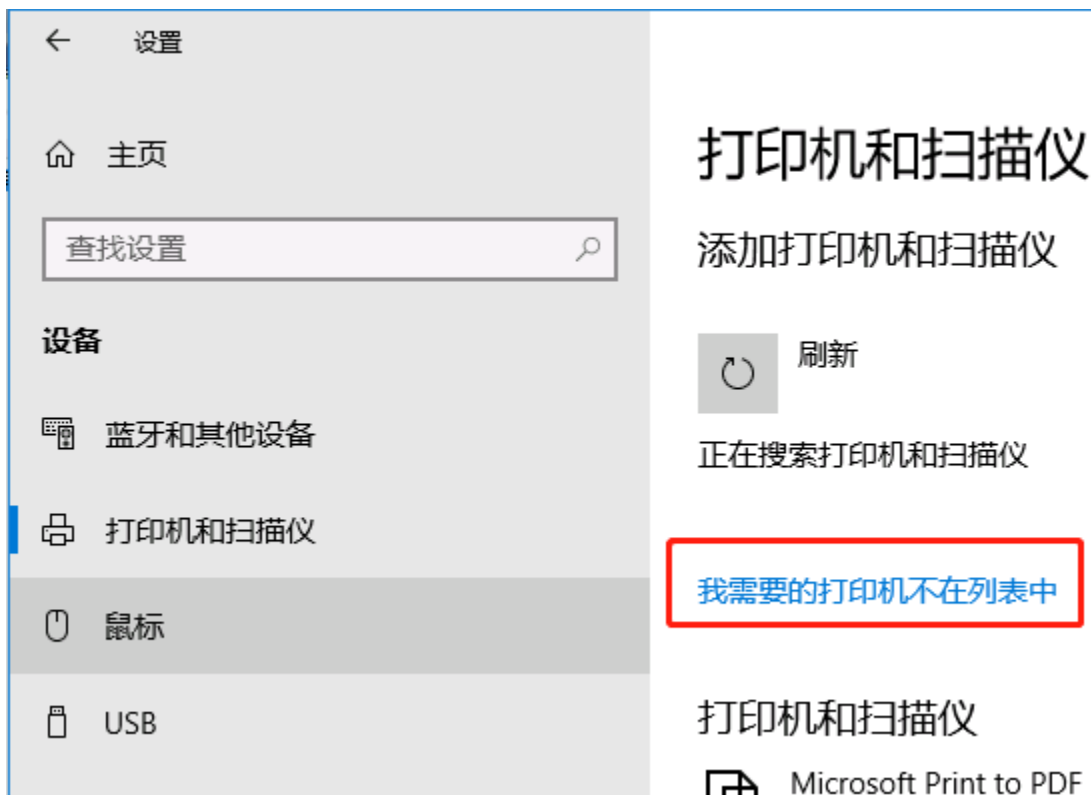 设置
主页
查找设置
设备
蓝牙和其他设备
打印机和扫描仪
鼠标
USB
打印机和扫描仪
添加打印机和扫描仪
刷新
正在搜索打印机和扫描仪
我需要的打印机不在列表中
打印机和扫描仪
Microsoft Print to PDF